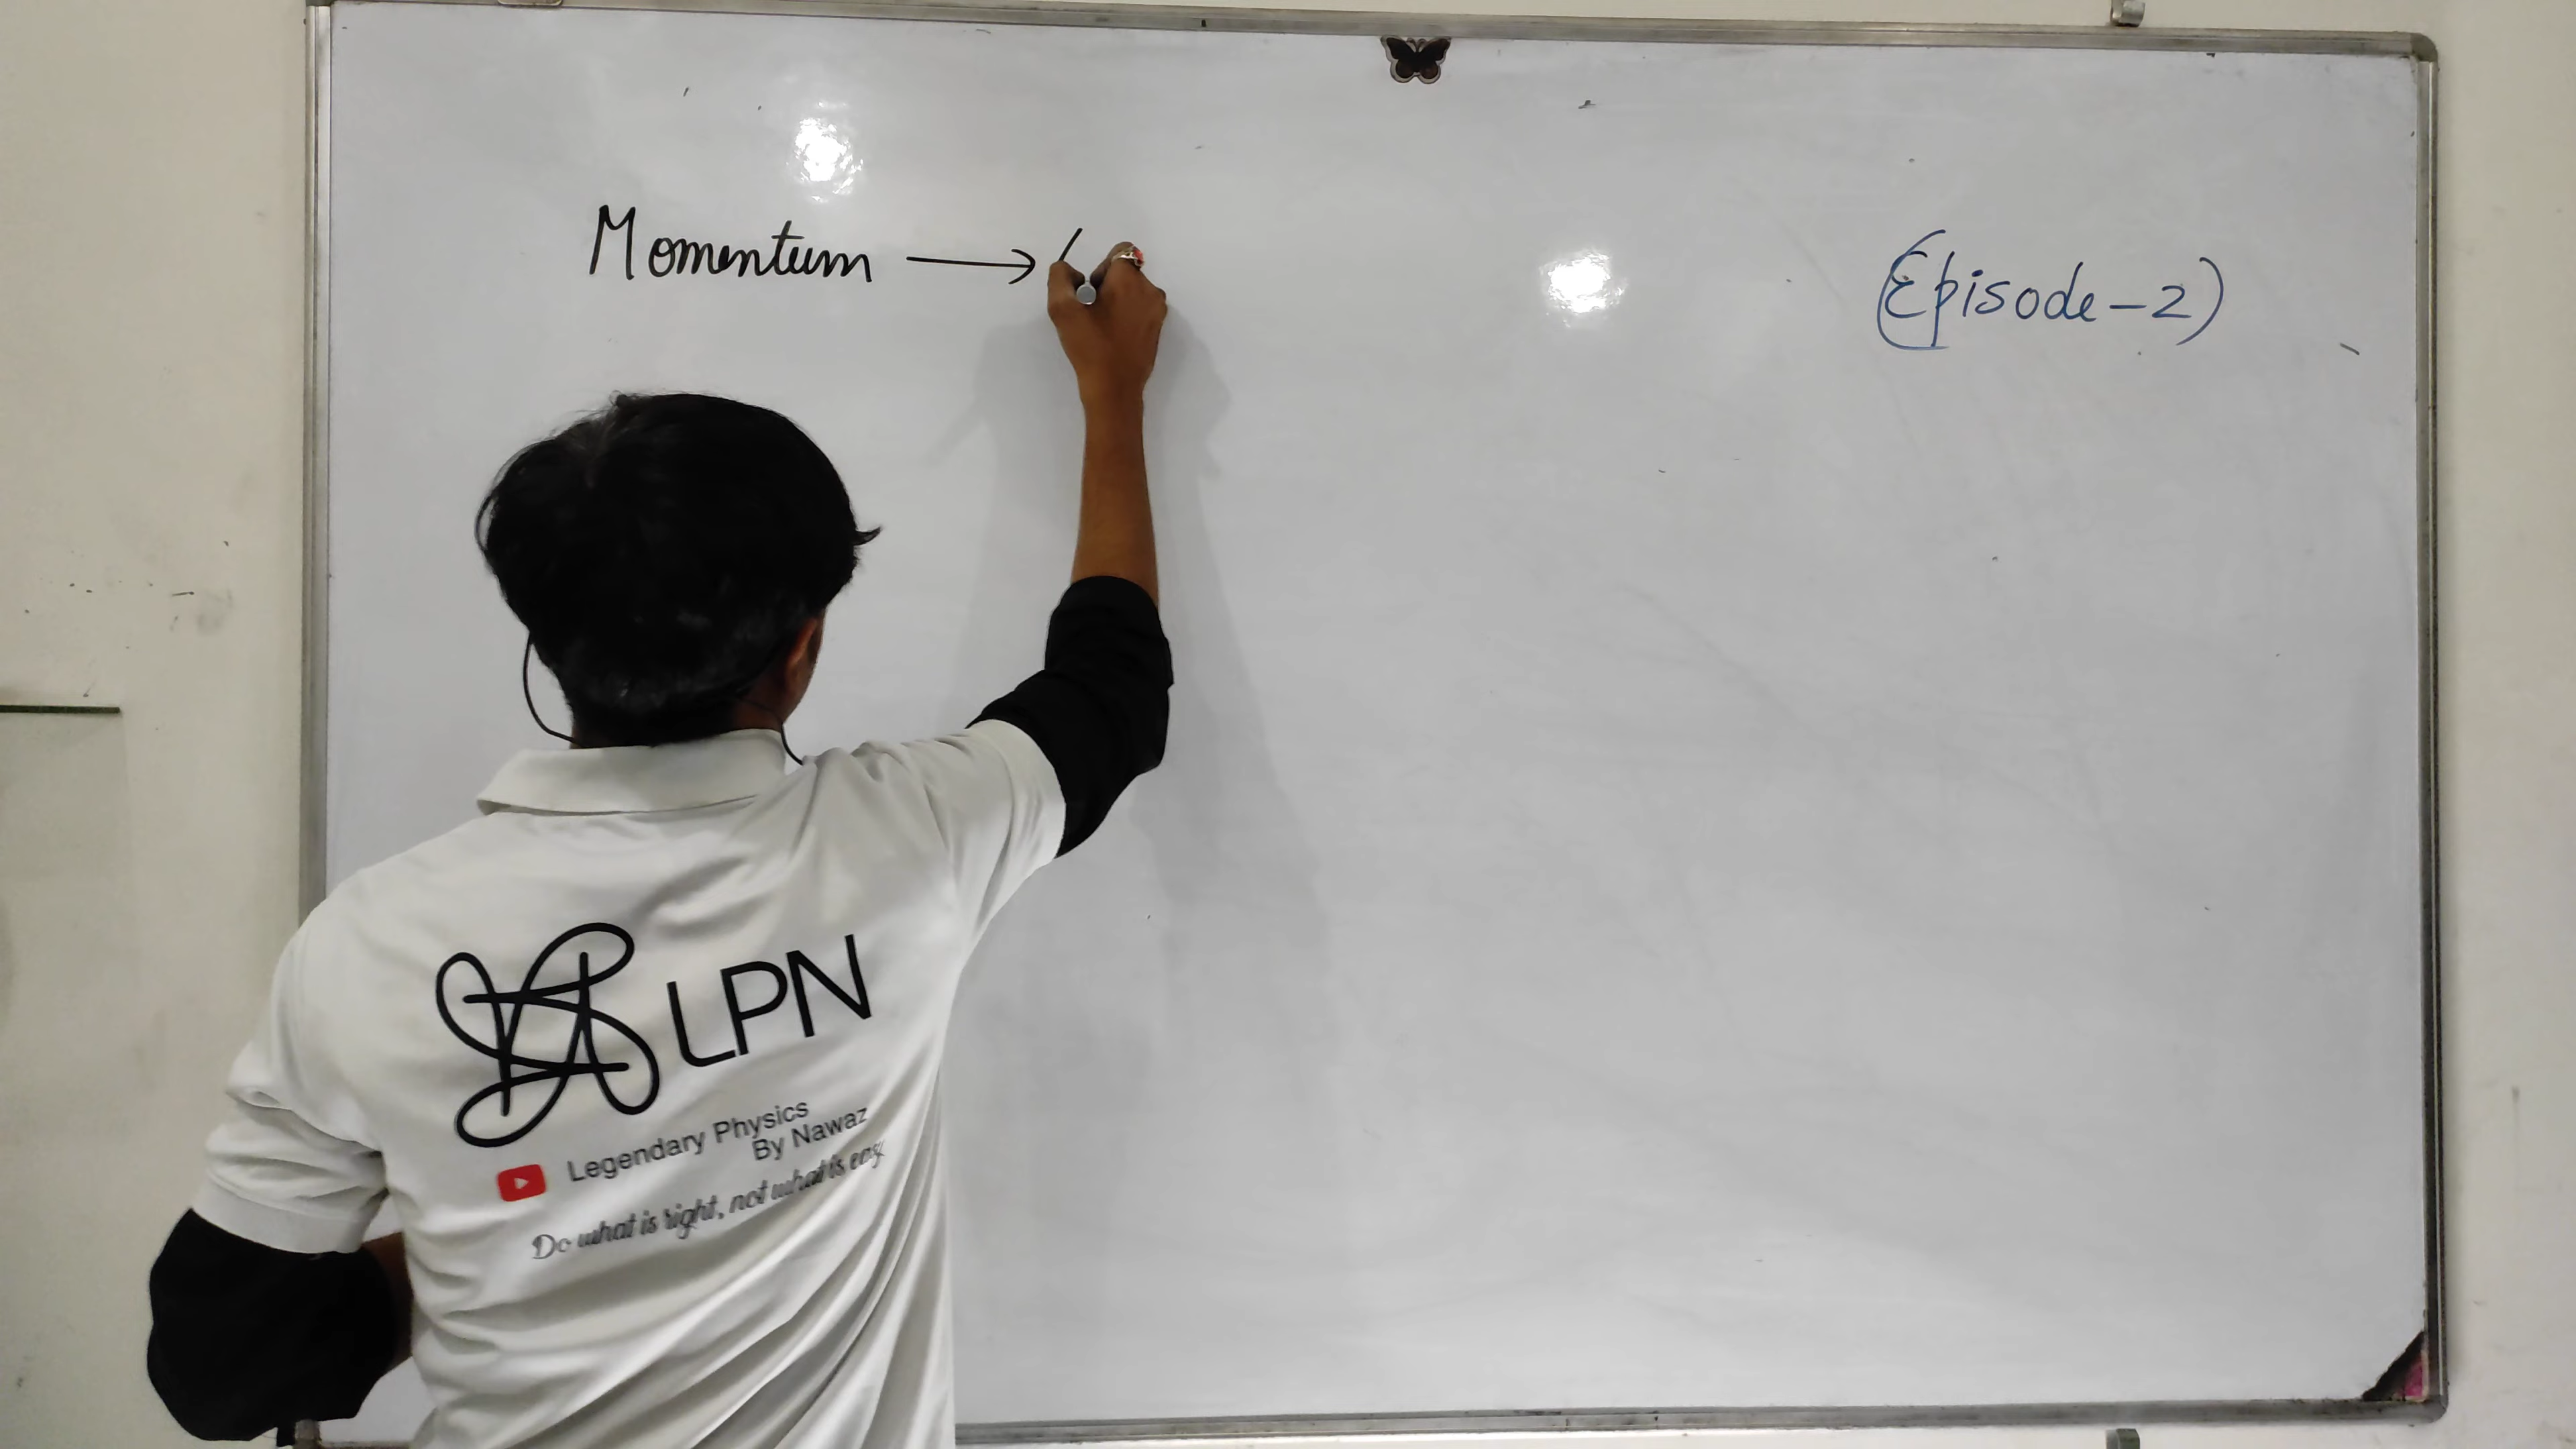 Momentum →
(Episode-2)
LPN
Legendary Physics
By Nawaz
Do what is right, not what is easy